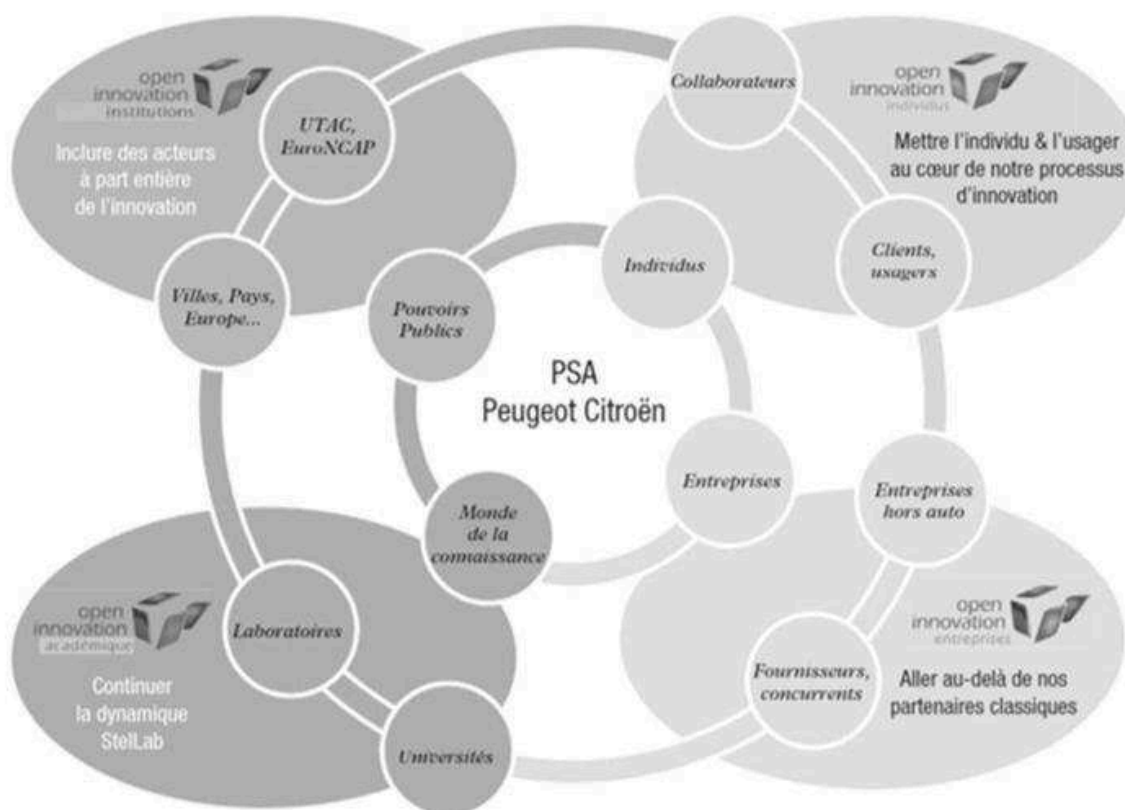 open
innovation
institutions
Inclure des acteurs
à part entière
de l'innovation
UTAC,
EuroNCAP
Villes, Pays,
Europe...
Collaborateurs
open
innovation
individus
Mettre l'individu & l'usager
au cœur de notre processus
d'innovation
Clients,
usagers
Pouvoirs
Publics
Individus
PSA
Peugeot Citroën
Monde
de la
connaissance
Entreprises
Entreprises
hors auto
open
innovation
académique
Continuer
la dynamique
StelLab
Laboratoires
Universités
Fournisseurs,
concurrents
open
innovation
entreprises
Aller au-delà de nos
partenaires classiques